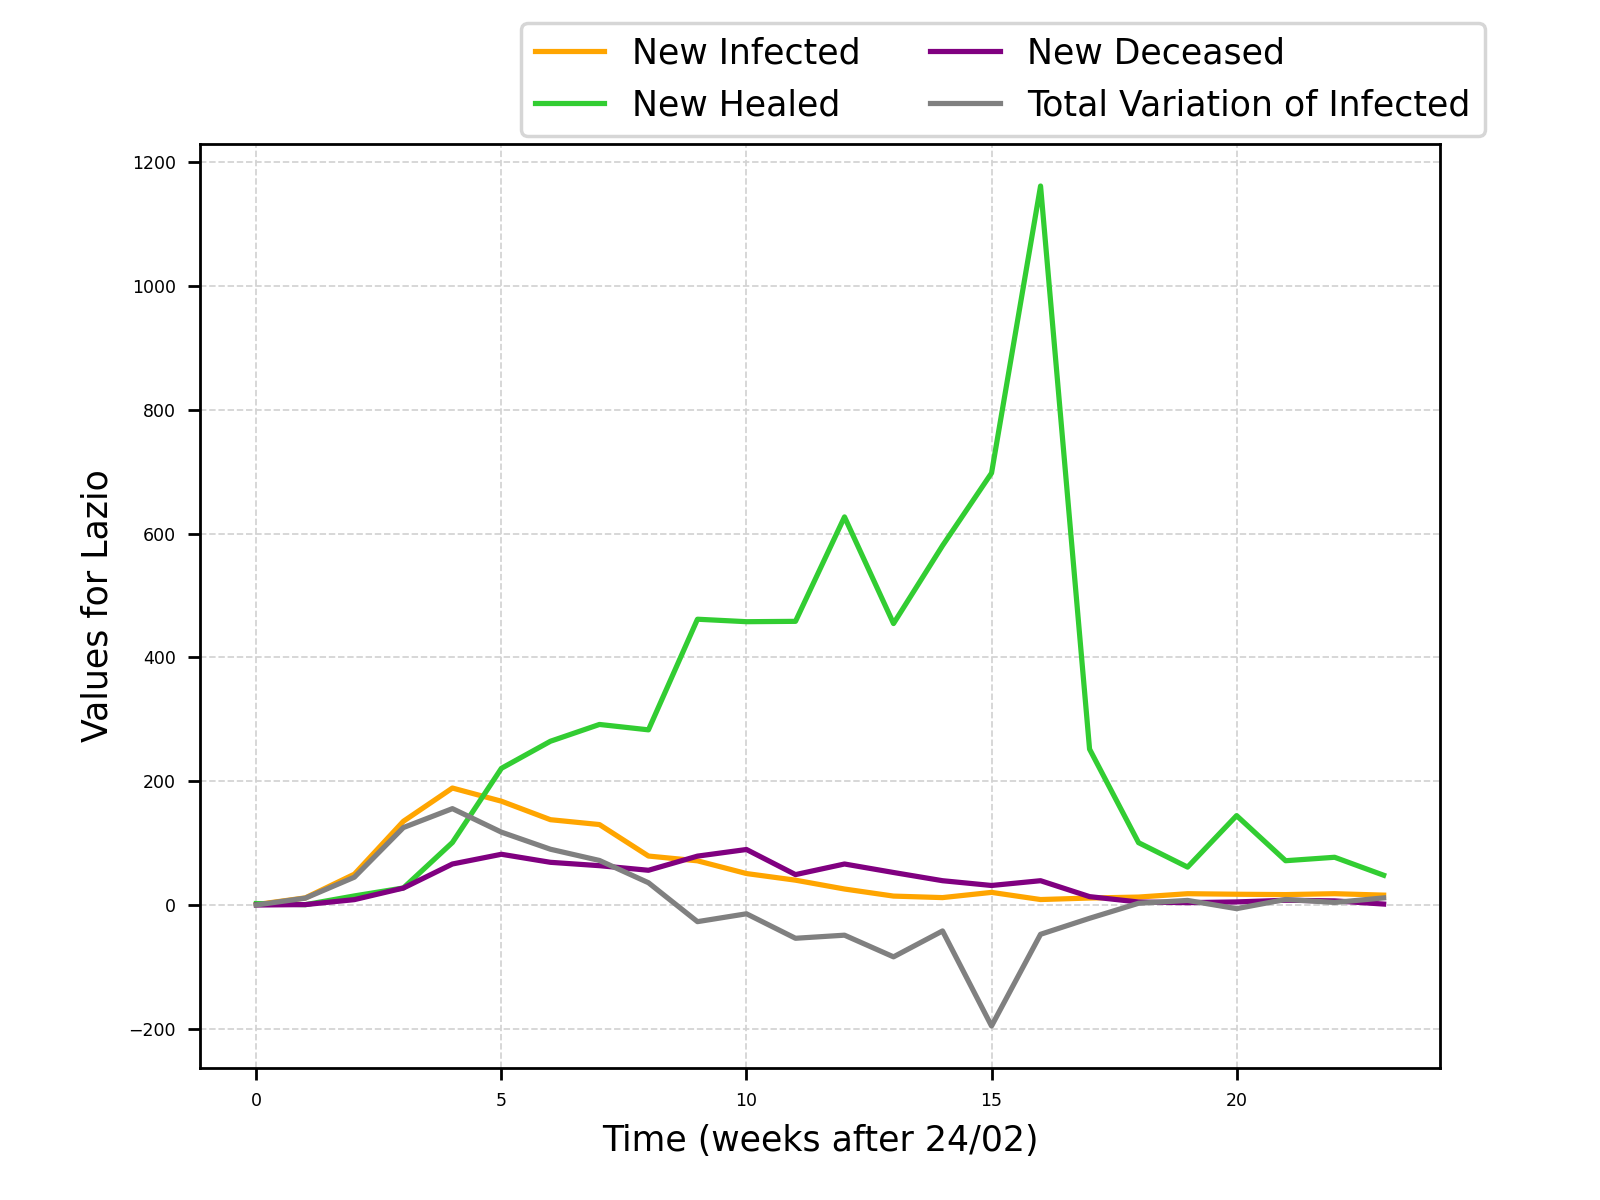 New Infected
New Healed
New Deceased
Total Variation of Infected
1200
1000
800
600
400
200
0
−200
Values for Lazio
0 5 10 15 20
Time (weeks after 24/02)